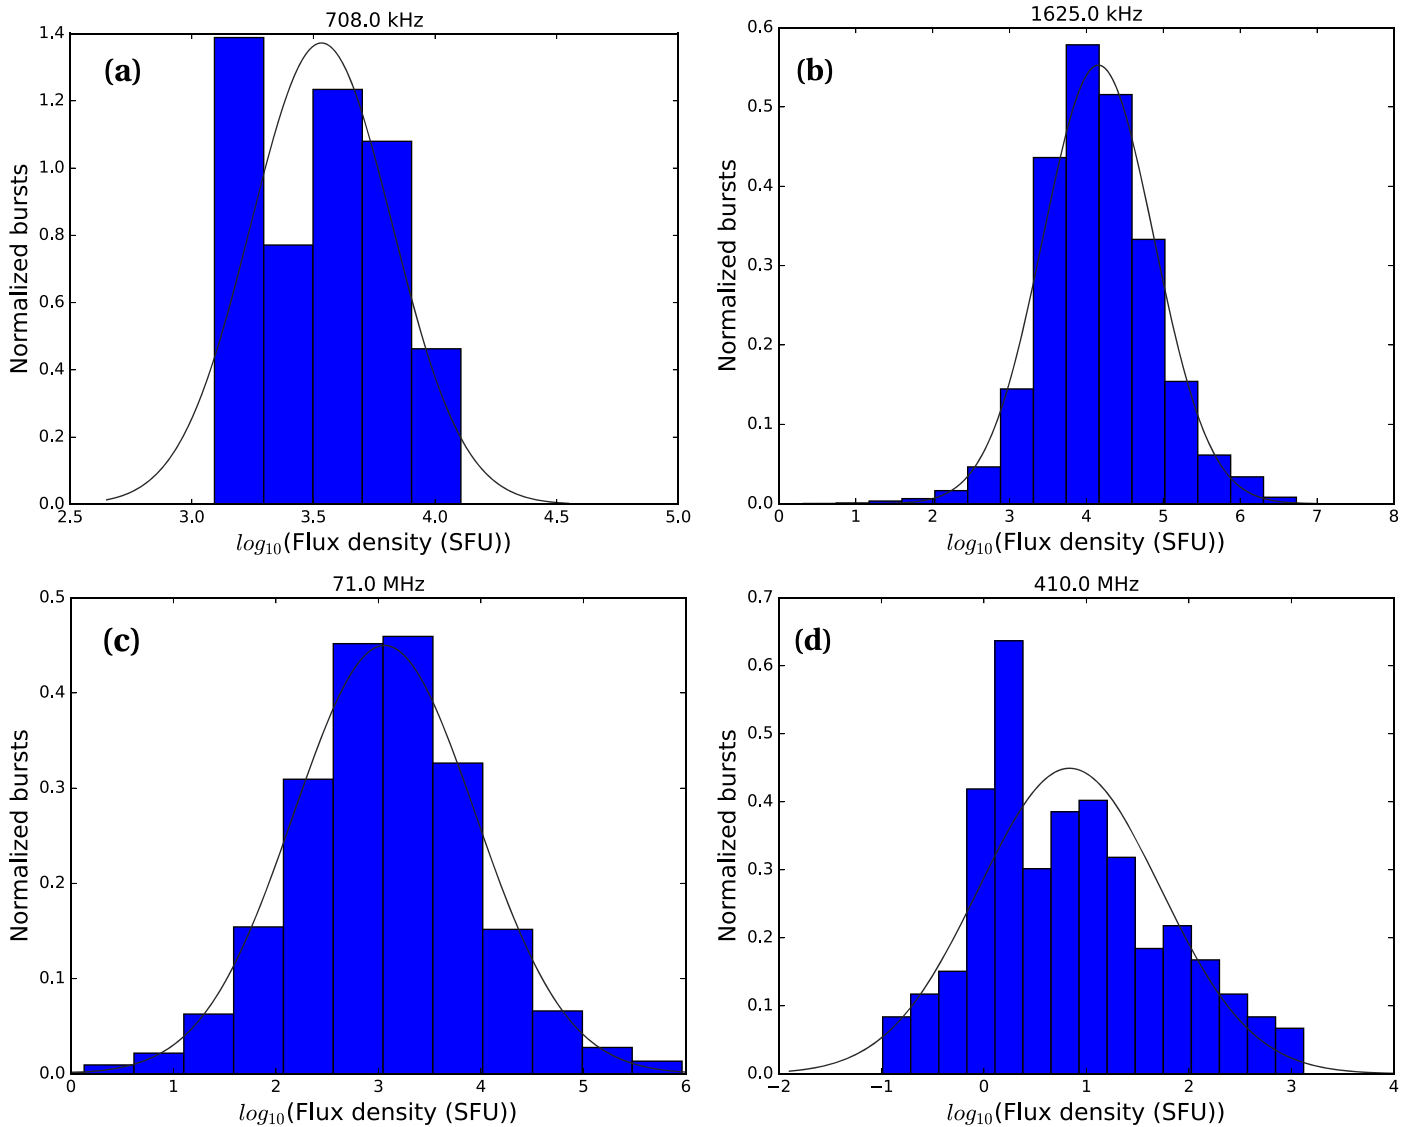 708.0 kHz
(a)
1.4
1.2
1.0
0.8
0.6
0.4
0.2
0.0
Normalized bursts
2.5 3.0 3.5 4.0 4.5 5.0
log10(Flux density (SFU))
1625.0 kHz
(b)
0.6
0.5
0.4
0.3
0.2
0.1
0.0
Normalized bursts
0 1 2 3 4 5 6 7 8
log10(Flux density (SFU))
71.0 MHz
(c)
0.5
0.4
0.3
0.2
0.1
0.0
Normalized bursts
0 1 2 3 4 5 6
log10(Flux density (SFU))
410.0 MHz
(d)
0.7
0.6
0.5
0.4
0.3
0.2
0.1
0.0
Normalized bursts
−2 −1 0 1 2 3 4
log10(Flux density (SFU))